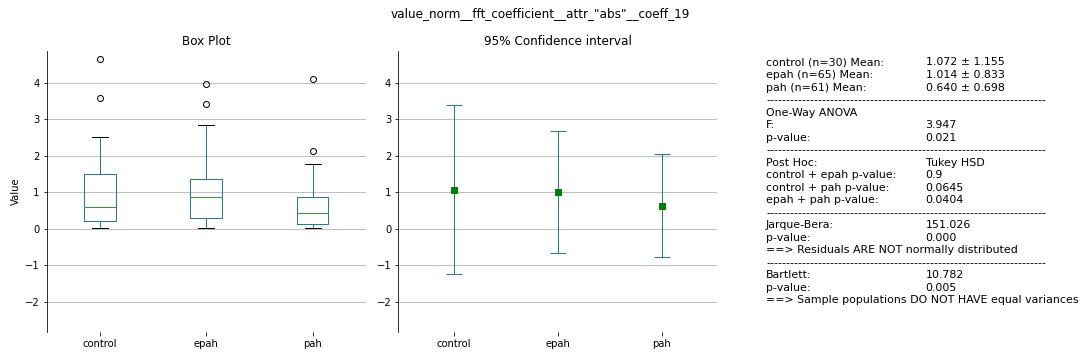 value_norm__fft_coefficient__attr_"abs"__coeff_19
Box Plot
Value
4
3
2
1
0
−1
−2
control epah pah
95% Confidence interval
4
3
2
1
0
−1
−2
control epah pah
control (n=30) Mean: 1.072 ± 1.155
epah (n=65) Mean: 1.014 ± 0.833
pah (n=61) Mean: 0.640 ± 0.698
One-Way ANOVA
F: 3.947
p-value: 0.021
Post Hoc: Tukey HSD
control + epah p-value: 0.9
control + pah p-value: 0.0645
epah + pah p-value: 0.0404
Jarque-Bera: 151.026
p-value: 0.000
==> Residuals ARE NOT normally distributed
Bartlett: 10.782
p-value: 0.005
==> Sample populations DO NOT HAVE equal variances